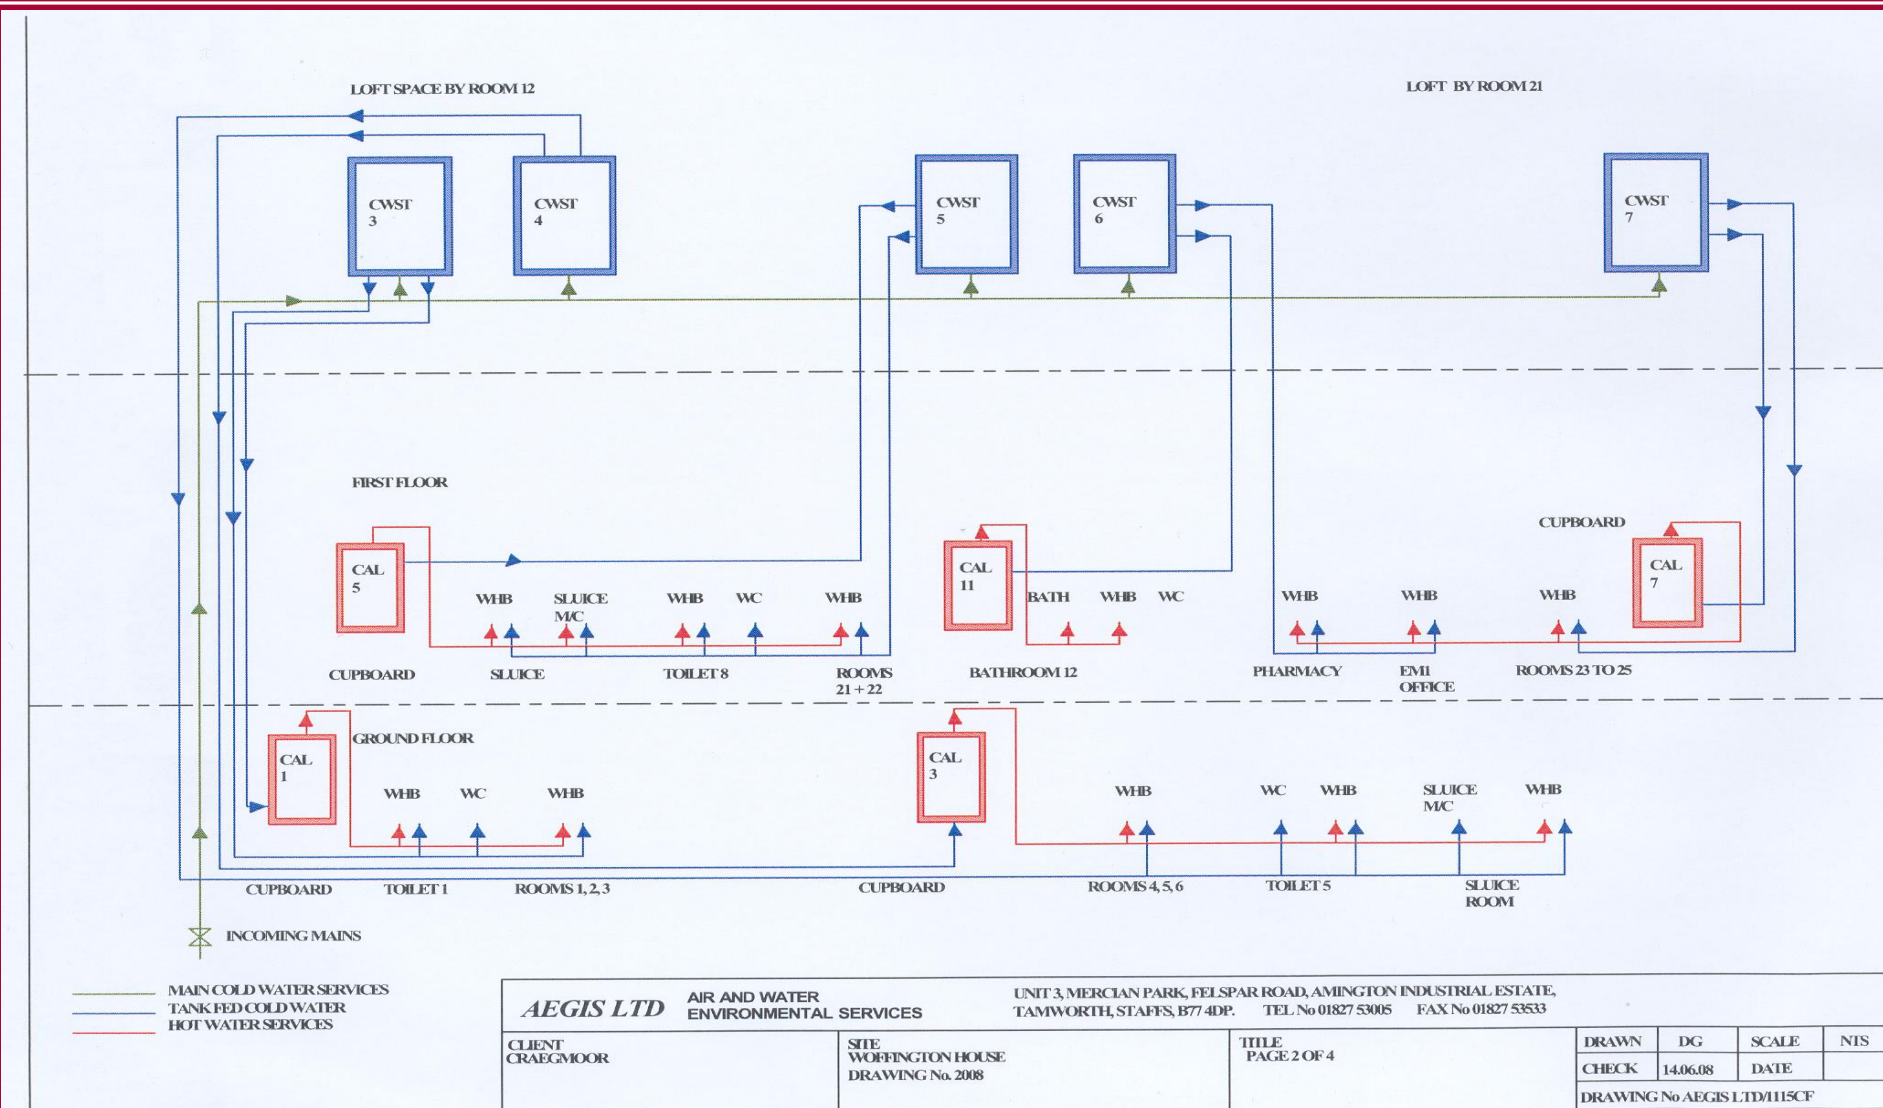 LOFT SPACE BY ROOM 12
LOFT BY ROOM 21
CWST
3
CWST
4
CWST
5
CWST
6
CWST
7
FIRST FLOOR
CUPBOARD
CAL
5
CAL
11
CAL
7
WHB
SLUICE
M/C
WHB
WC
WHB
BATH
WHB
WC
WHB
WHB
WHB
CUPBOARD
SLUICE
TOILET 8
ROOMS
21 + 22
BATHROOM 12
PHARMACY
EM1
OFFICE
ROOMS 23 TO 25
GROUND FLOOR
CAL
1
CAL
3
WHB
WC
WHB
WHB
WC
WHB
SLUICE
M/C
WHB
CUPBOARD
TOILET 1
ROOMS 1, 2, 3
CUPBOARD
ROOMS 4, 5, 6
TOILET 5
SLUICE
ROOM
INCOMING MAINS
MAIN COLD WATER SERVICES
TANK FED COLD WATER
HOT WATER SERVICES
AEGIS LTD
AIR AND WATER
ENVIRONMENTAL SERVICES
UNIT 3, MERCIAN PARK, FELSPAR ROAD, AMINGTON INDUSTRIAL ESTATE,
TAMWORTH, STAFFS, B77 4DP. TEL No 01827 53005 FAX No 01827 53533
CLIENT
CRAEGMOOR
SITE
WOFFINGTON HOUSE
DRAWING No. 2008
TITLE
PAGE 2 OF 4
DRAWN DG SCALE NTS
CHECK 14.06.08 DATE
DRAWING No AEGIS LTD/1115CF